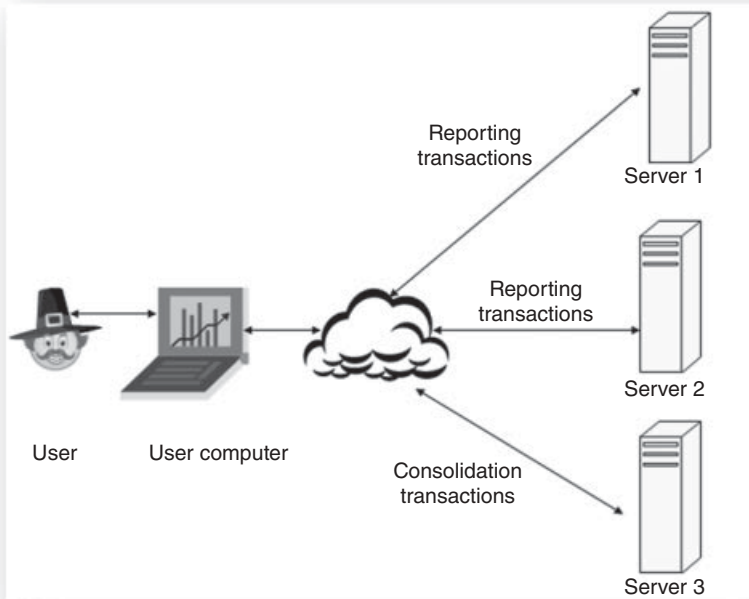 Reporting
transactions
Server 1
Reporting
transactions
Server 2
User
User computer
Consolidation
transactions
Server 3